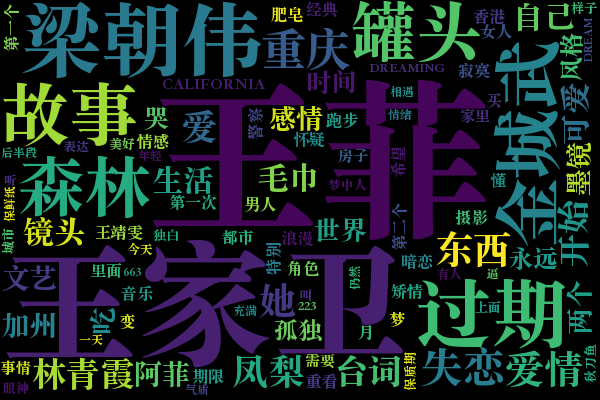 第一个
梁朝伟
肥皂
经典
重庆
罐头
香港
女人
自己
样子
DREAM
CALIFORNIA
时间
DREAMING
寂寞
风格
故事
哭
爱
警察
感情
跑步
相遇
情绪
买
家里
金城武
可爱
后半段
表达
美好
情感
年轻
王菲
怀疑
房子
希望
森林
生活
毛巾
梦中人
懂
墨镜
保鲜纸
第一次
男人
第二个
摄影
开始
城市
镜头
王靖雯
独白
都市
浪漫
世界
东西
永远
今天
特别
文艺
里面
663
王家卫
角色
仍然
暗恋
有人
逼
音乐
她
叫
223
矫情
过期
上面
两个
加州
吃
变
充满
孤独
月
梦
一天
事情
林青霞
阿菲
期限
凤梨
需要
重看
台词
保质期
失恋
爱情
秋刀鱼
眼神
气质